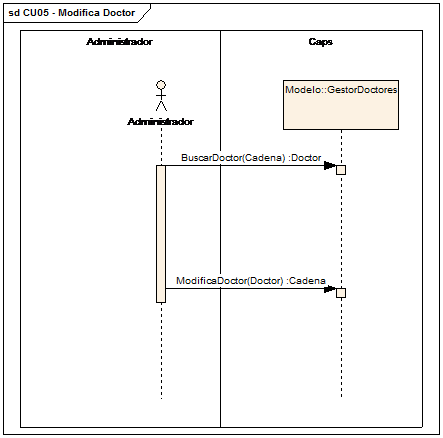 sd CU05 - Modifica Doctor
Administrador
Caps
Modelo::GestorDoctores
Administrador
BuscarDoctor(Cadena) :Doctor
ModificaDoctor(Doctor) :Cadena